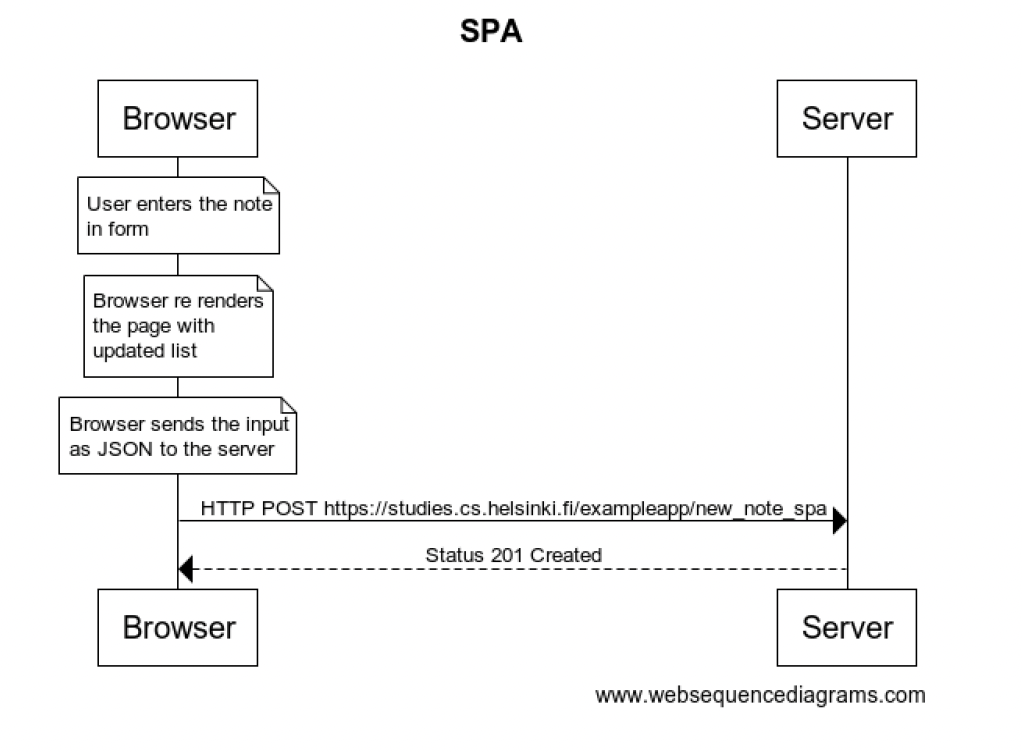 SPA
Browser
Server
User enters the note
in form
Browser re renders
the page with
updated list
Browser sends the input
as JSON to the server
HTTP POST https://studies.cs.helsinki.fi/exampleapp/new_note_spa
Status 201 Created
Browser
Server
www.websequencediagrams.com